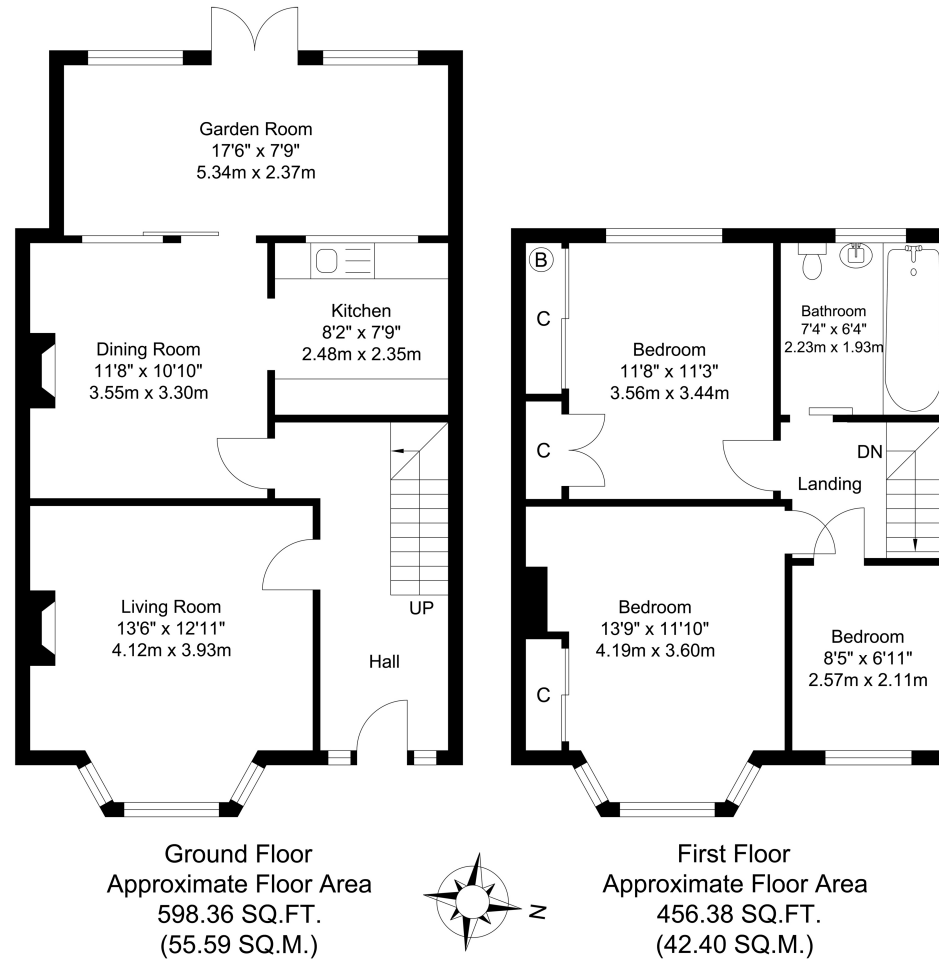 Garden Room
17'6" x 7'9"
5.34m x 2.37m
Kitchen
8'2" x 7'9"
2.48m x 2.35m
Dining Room
11'8" x 10'10"
3.55m x 3.30m
Living Room
13'6" x 12'11"
4.12m x 3.93m
UP
Hall
Ground Floor
Approximate Floor Area
598.36 SQ.FT.
(55.59 SQ.M.)
N
B
C
Bathroom
7'4" x 6'4"
2.23m x 1.93m
Bedroom
11'8" x 11'3"
3.56m x 3.44m
C
DN
Landing
Bedroom
13'9" x 11'10"
4.19m x 3.60m
C
Bedroom
8'5" x 6'11"
2.57m x 2.11m
First Floor
Approximate Floor Area
456.38 SQ.FT.
(42.40 SQ.M.)